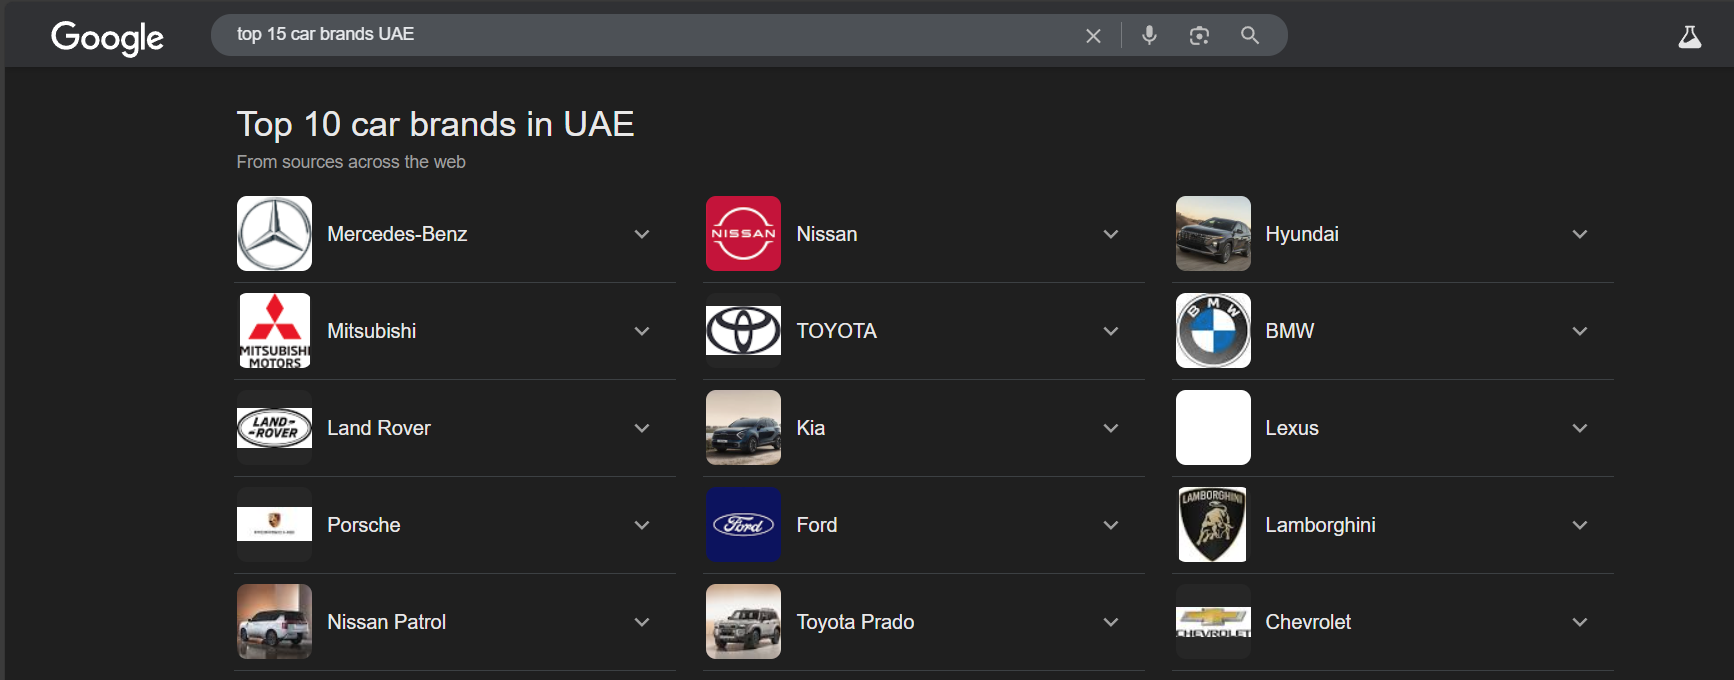 Google
top 15 car brands UAE
Top 10 car brands in UAE
From sources across the web
Mercedes-Benz
NISSAN
Nissan
Hyundai
MITSUBISHI
MOTORS
Mitsubishi
TOYOTA
BMW
BMW
LAND-
-ROVER
Land Rover
Kia
Lexus
Porsche
Ford
Ford
LAMBORGHINI
Lamborghini
Nissan Patrol
Toyota Prado
CHEVROLET
Chevrolet